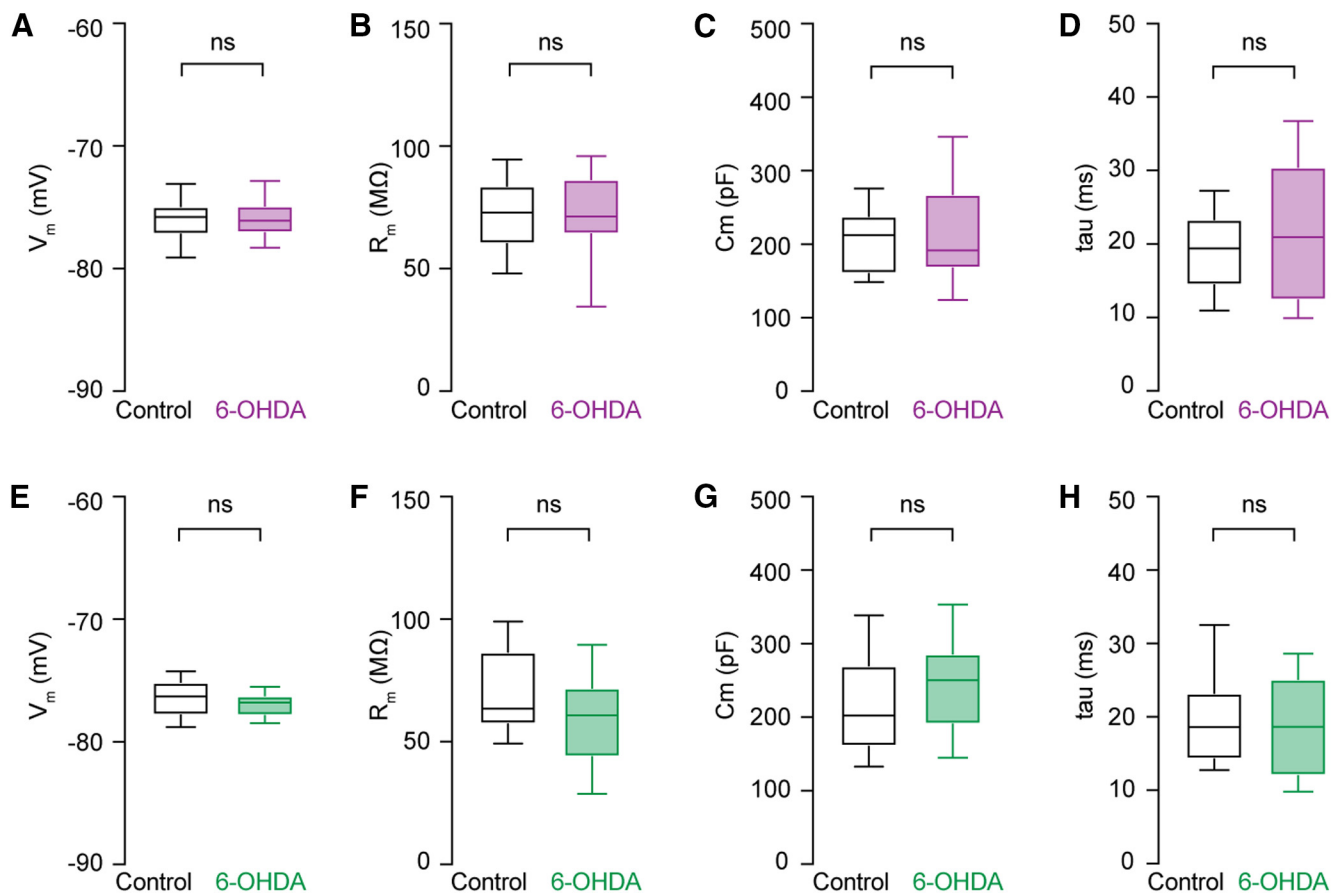 A
-60
-70
-80
-90
Vm (mV)
ns
Control 6-OHDA
B
150
100
50
0
Rm (MΩ)
ns
Control 6-OHDA
C
500
400
300
200
100
0
Cm (pF)
ns
Control 6-OHDA
D
50
40
30
20
10
0
tau (ms)
ns
Control 6-OHDA
E
-60
-70
-80
-90
Vm (mV)
ns
Control 6-OHDA
F
150
100
50
0
Rm (MΩ)
ns
Control 6-OHDA
G
500
400
300
200
100
0
Cm (pF)
ns
Control 6-OHDA
H
50
40
30
20
10
0
tau (ms)
ns
Control 6-OHDA